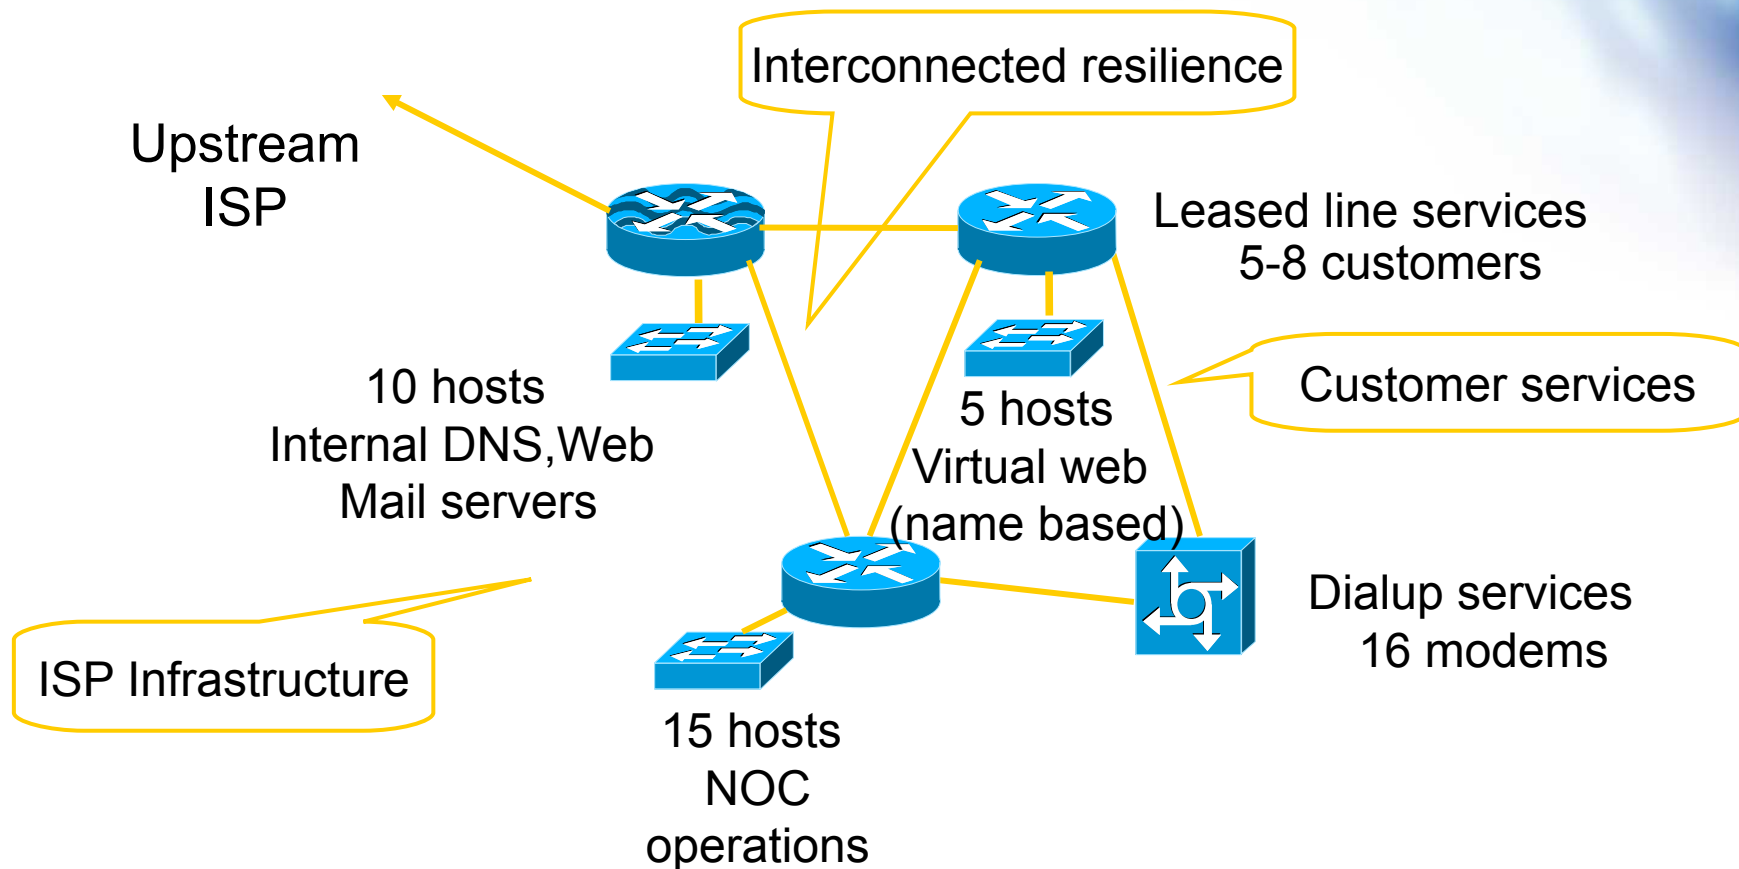 Interconnected resilience
Upstream
ISP
Leased line services
5-8 customers
10 hosts
Internal DNS,Web
Mail servers
5 hosts
Virtual web
(name based)
Customer services
ISP Infrastructure
Dialup services
16 modems
15 hosts
NOC
operations